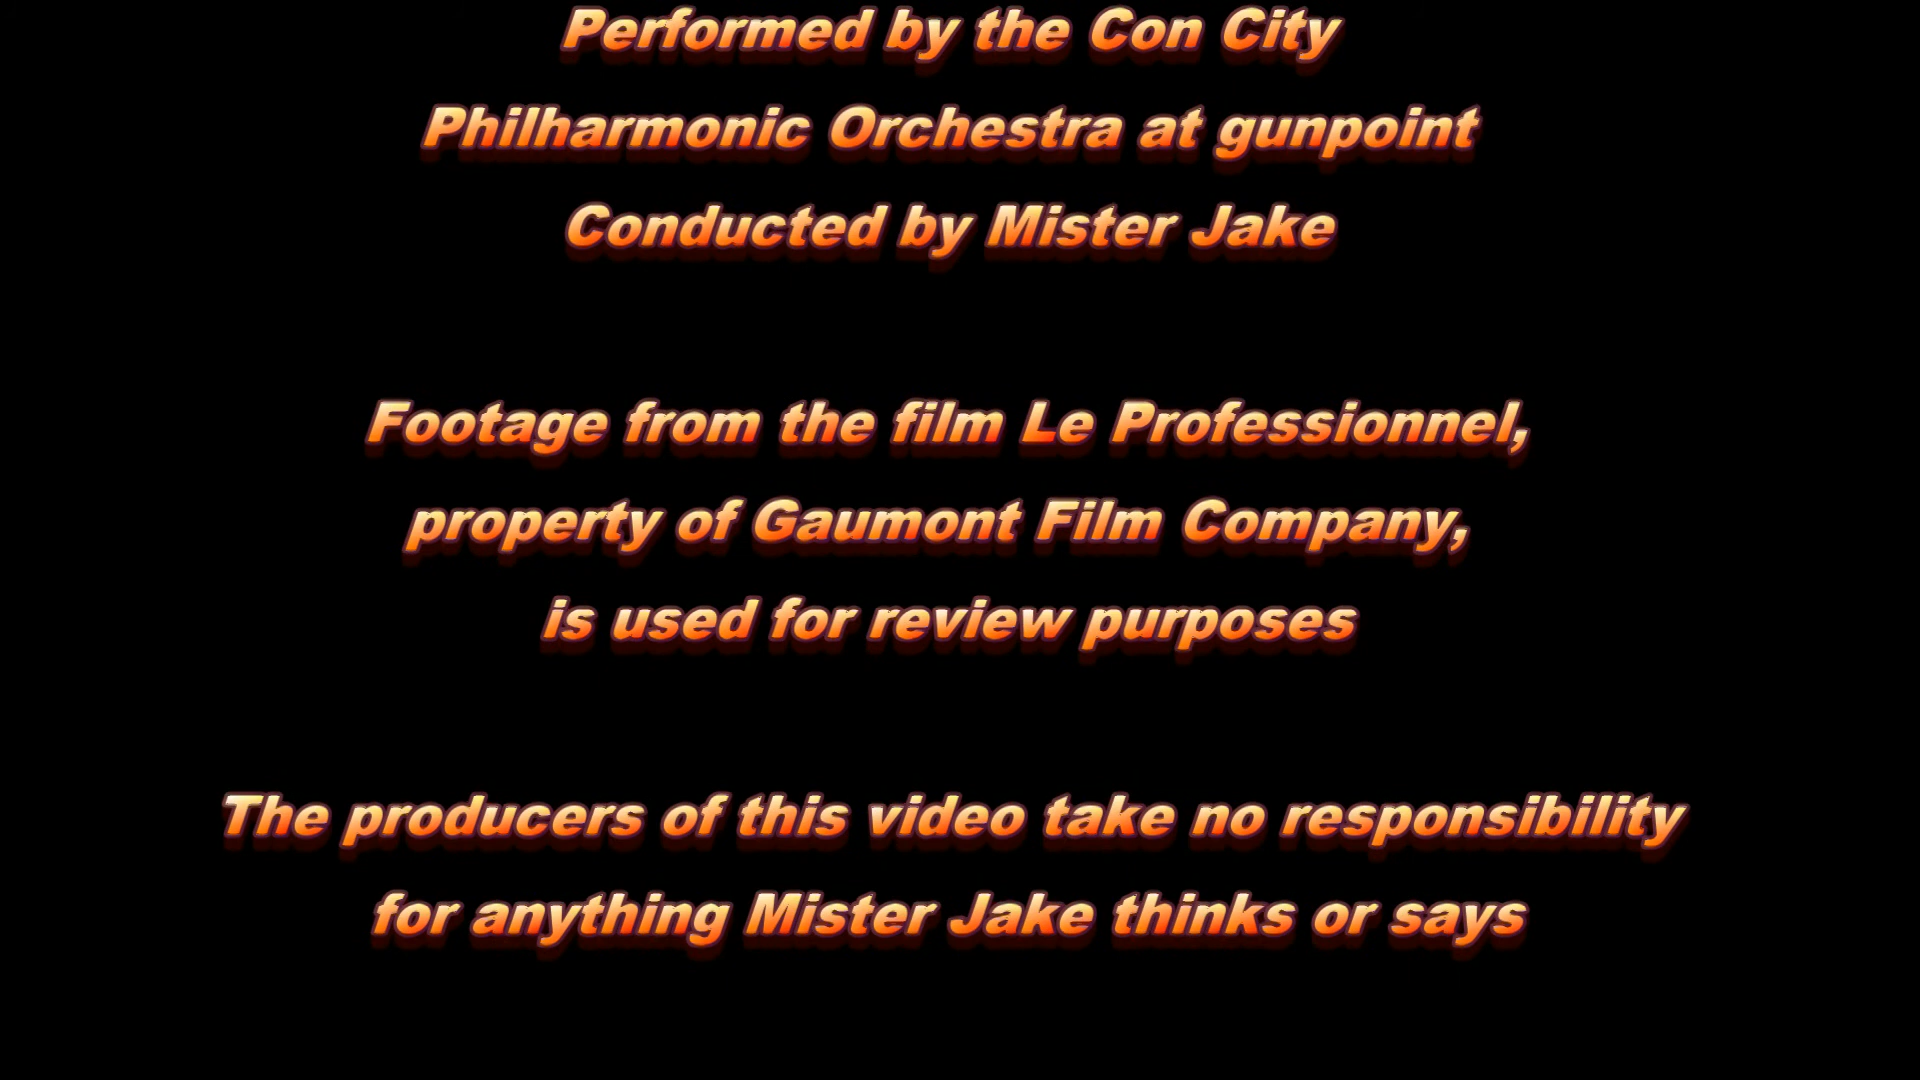 Performed by the Con City
Philharmonic Orchestra at gunpoint
Conducted by Mister Jake
Footage from the film Le Professionnel,
property of Gaumont Film Company,
is used for review purposes
The producers of this video take no responsibility
for anything Mister Jake thinks or says